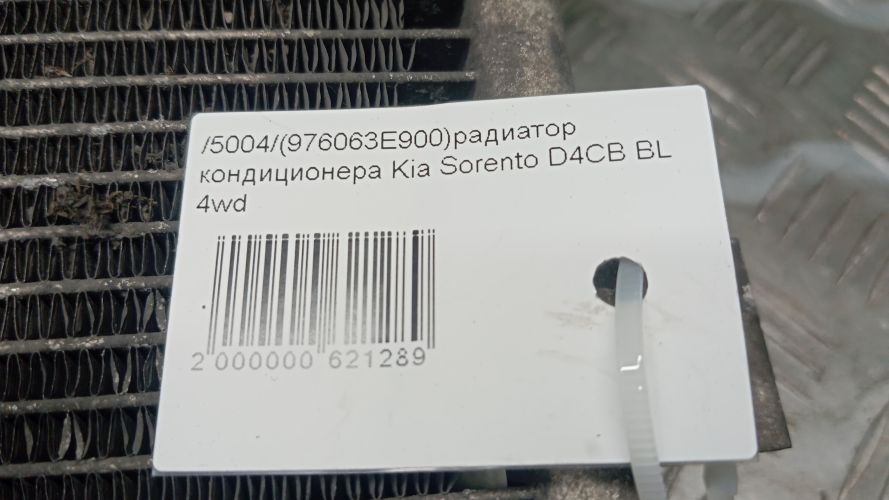 /5004/(976063E900)радиатор
кондиционера Kia Sorento D4CB BL
4wd
2 000000 621289